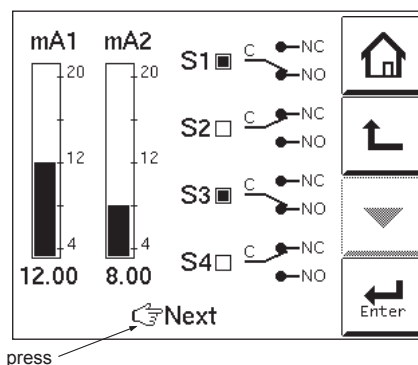 mA1 mA2
20 20
12 12
4 4
12.00 8.00
S1 C NC
NO
S2 C NC
NO
S3 C NC
NO
S4 C NC
NO
Next
Enter
press